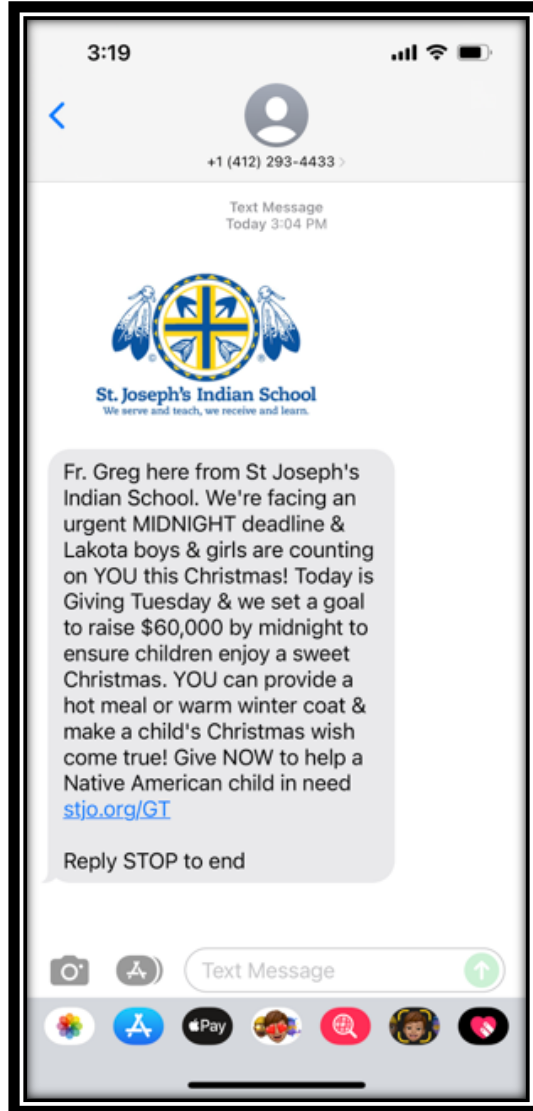 3:19
+1 (412) 293-4433
Text Message
Today 3:04 PM
St. Joseph's Indian School
We serve and teach, we receive and learn.
Fr. Greg here from St Joseph's
Indian School. We're facing an
urgent MIDNIGHT deadline &
Lakota boys & girls are counting
on YOU this Christmas! Today is
Giving Tuesday & we set a goal
to raise $60,000 by midnight to
ensure children enjoy a sweet
Christmas. YOU can provide a
hot meal or warm winter coat &
make a child's Christmas wish
come true! Give NOW to help a
Native American child in need
stjo.org/GT
Reply STOP to end
Text Message
Pay